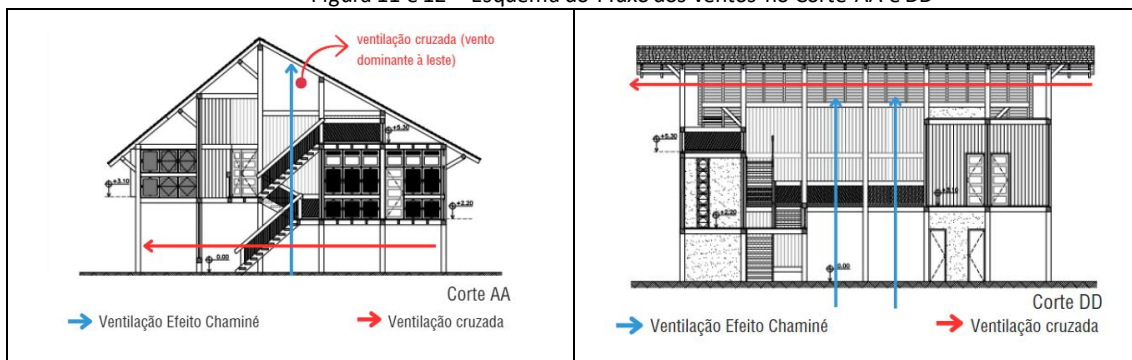 Figura 11 e 12 – Esquema do Fluxo dos ventos no Corte AA e DD
ventilação cruzada (vento
dominante à leste)
+5.30
+3.10
+2.20
0.00
Corte AA
Ventilação Efeito Chaminé
Ventilação cruzada
+5.30
+3.10
+2.20
0.00
Corte DD
Ventilação Efeito Chaminé
Ventilação cruzada